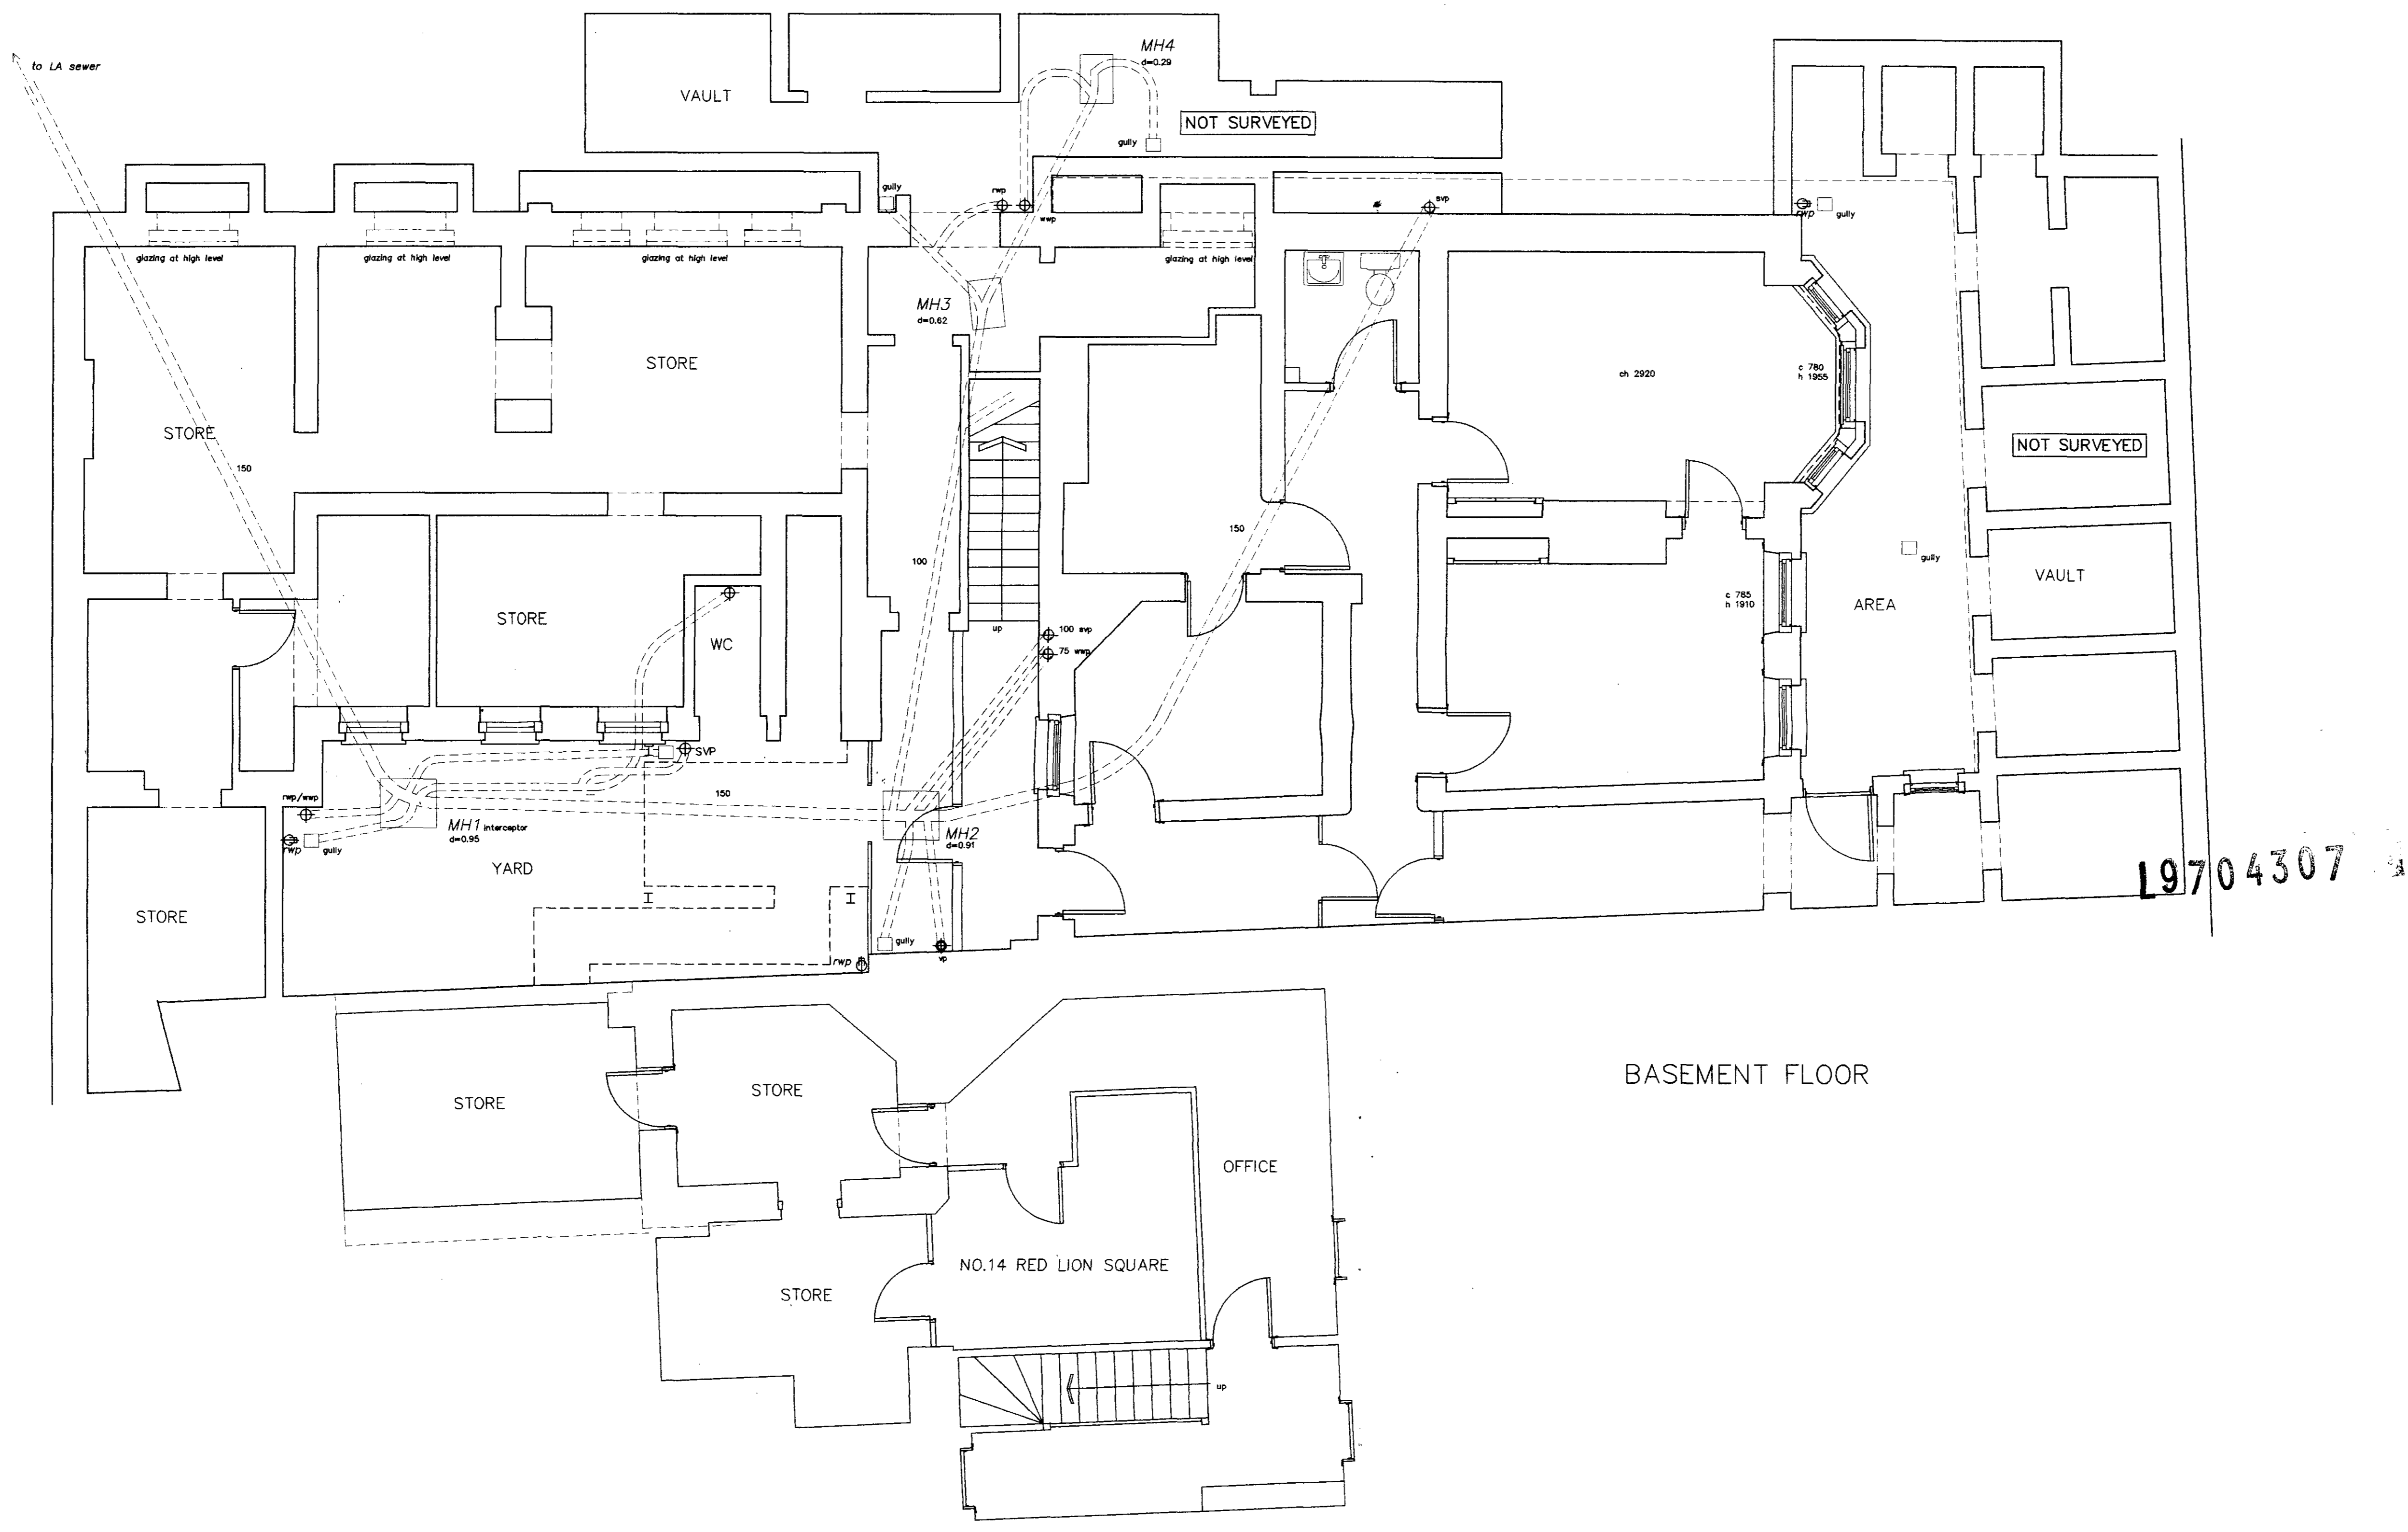 to LA sewer
MH4
d=0.29
VAULT
NOT SURVEYED
gully
gully
rwp
wwp
svp
rwp
gully
glazing at high level
glazing at high level
glazing at high level
glazing at high level
MH3
d=0.62
STORE
ch 2920
c 780
h 1955
STORE
150
NOT SURVEYED
150
100
gully
VAULT
AREA
c 785
h 1910
STORE
WC
up
100 svp
75 wwp
SVP
rwp/wwp
150
MH1 interceptor
d=0.95
MH2
d=0.91
rwp
gully
YARD
L9704307
STORE
gully
vp
rwp
BASEMENT FLOOR
STORE
STORE
OFFICE
NO.14 RED LION SQUARE
STORE
up